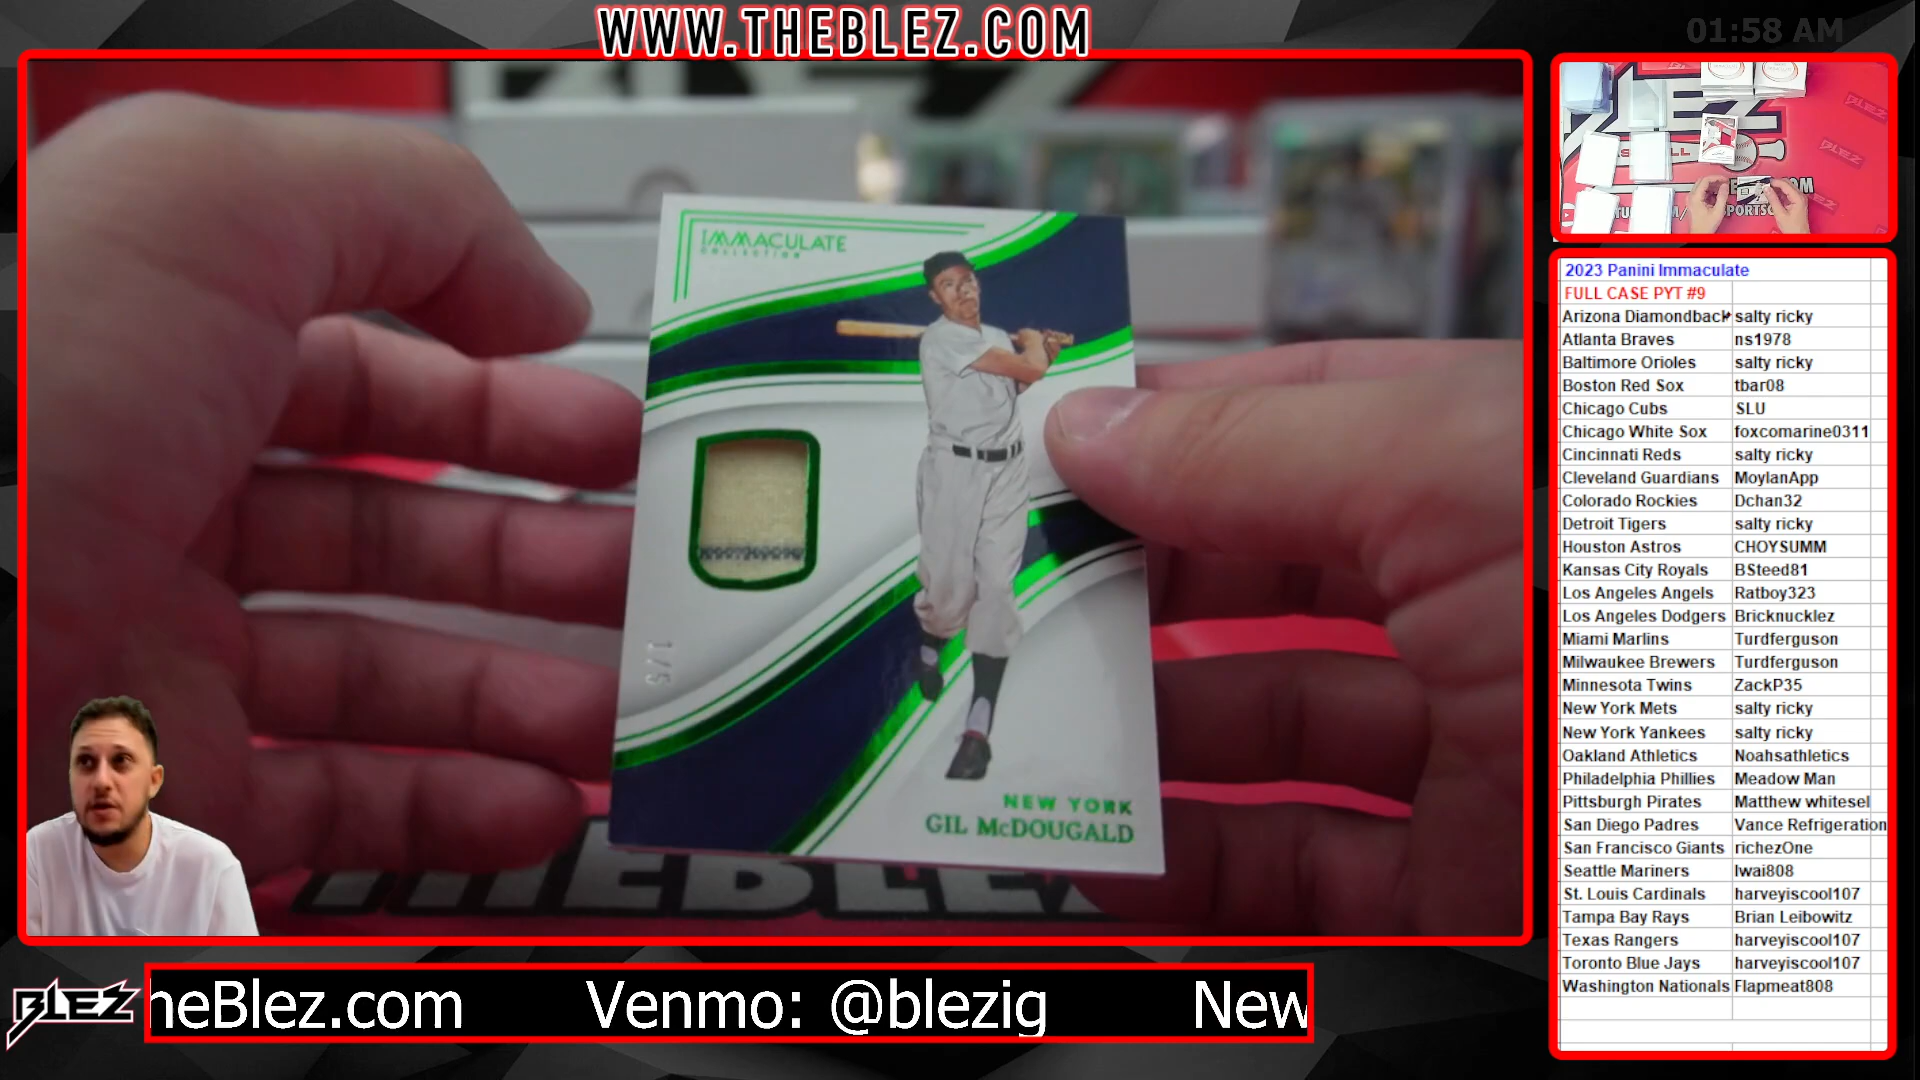 WWW.THEBLEZ.COM
01:58 AM
IMMACULATE
COLLECTION
1/5
NEW YORK
GIL McDOUGALD
THEBLEZ
BLEZ
BLEZ
2023 Panini Immaculate
FULL CASE PYT #9
Arizona Diamondback salty ricky
Atlanta Braves ns1978
Baltimore Orioles salty ricky
Boston Red Sox tbar08
Chicago Cubs SLU
Chicago White Sox foxcomarine0311
Cincinnati Reds salty ricky
Cleveland Guardians MoylanApp
Colorado Rockies Dchan32
Detroit Tigers salty ricky
Houston Astros CHOYSUMM
Kansas City Royals BSteed81
Los Angeles Angels Ratboy323
Los Angeles Dodgers Bricknucklez
Miami Marlins Turdferguson
Milwaukee Brewers Turdferguson
Minnesota Twins ZackP35
New York Mets salty ricky
New York Yankees salty ricky
Oakland Athletics Noahsathletics
Philadelphia Phillies Meadow Man
Pittsburgh Pirates Matthew whitesel
San Diego Padres Vance Refrigeration
San Francisco Giants richezOne
Seattle Mariners lwai808
St. Louis Cardinals harveyiscool107
Tampa Bay Rays Brian Leibowitz
Texas Rangers harveyiscool107
Toronto Blue Jays harveyiscool107
Washington Nationals Flapmeat808
BLEZ
heBlez.com Venmo: @blezig New